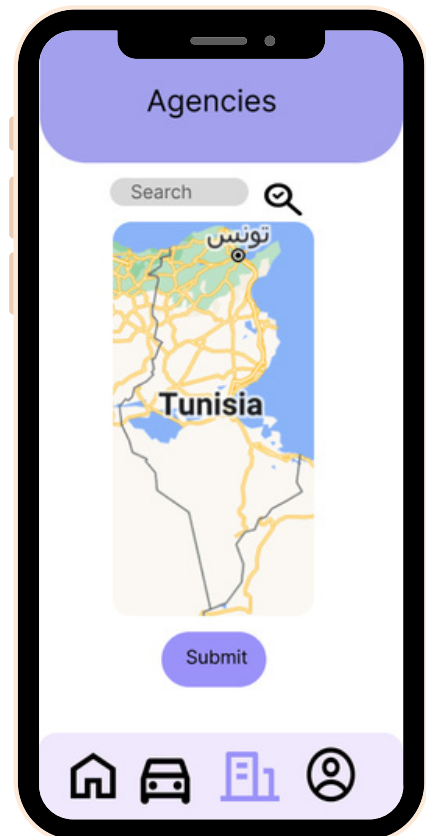 Agencies
Search
تونس
Tunisia
Submit